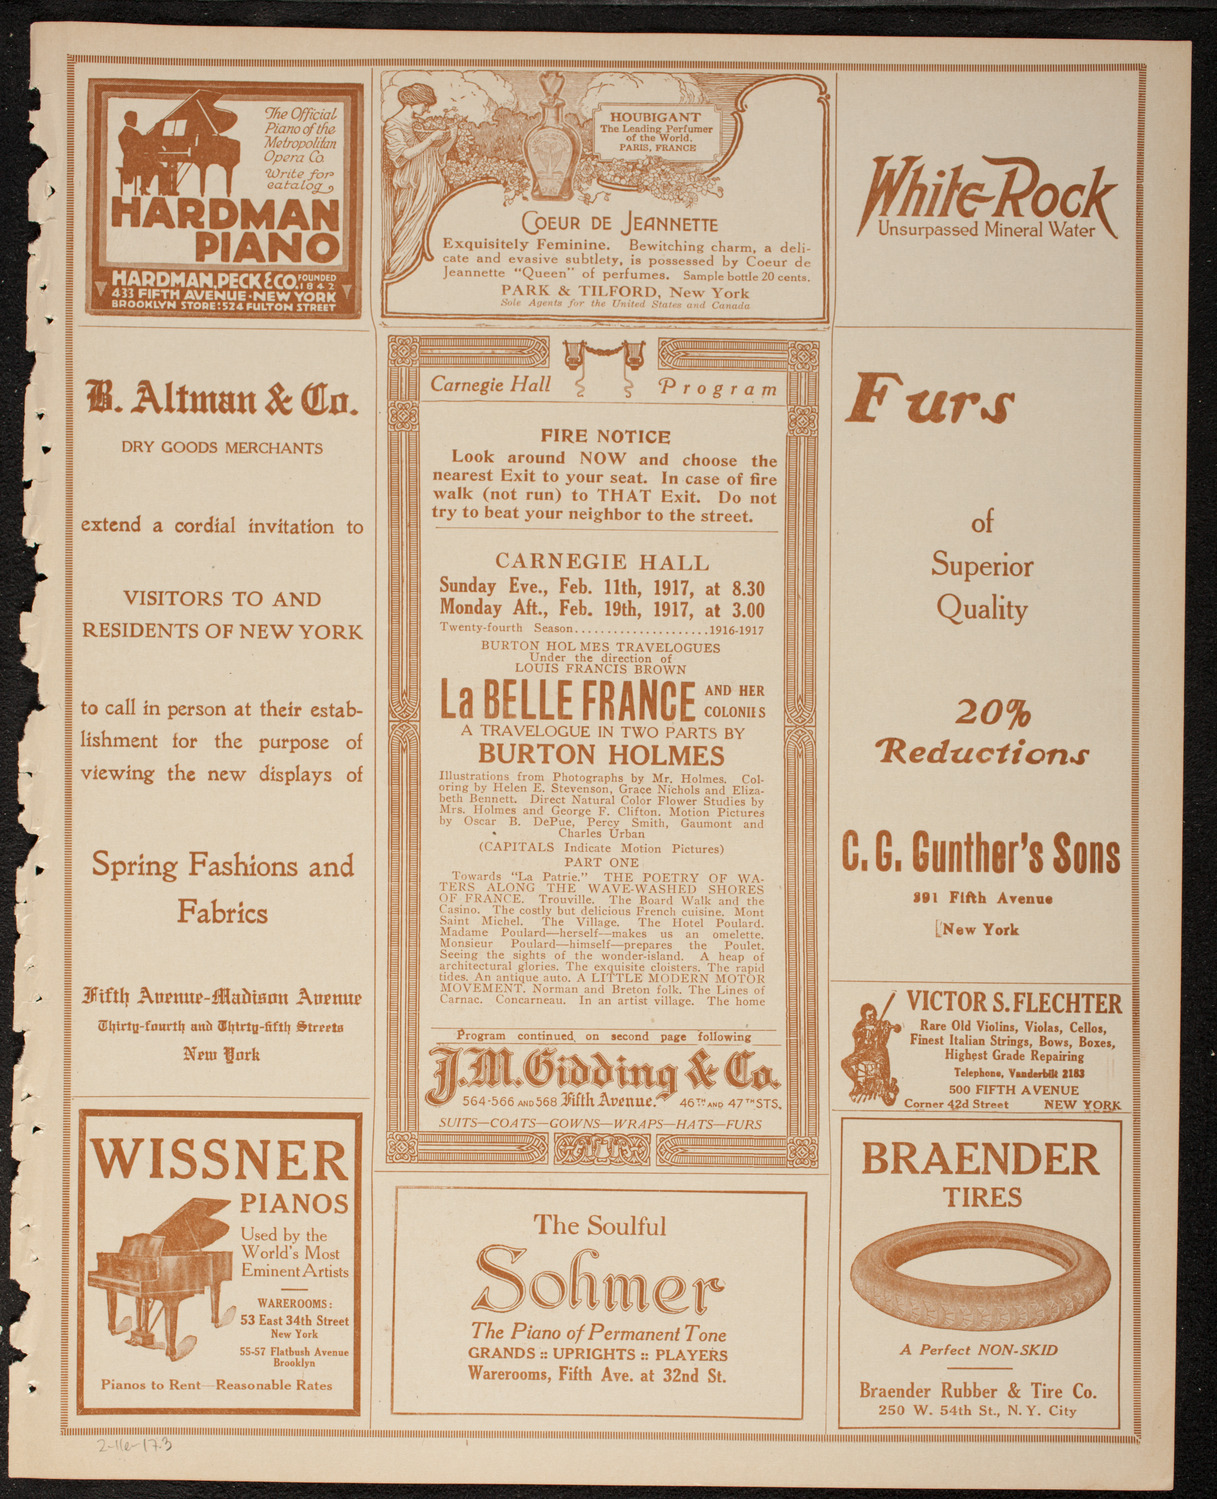 The Official
Piano of the
Metropolitan
Opera Co.
Write for
catalog
HARDMAN
PIANO
HARDMAN, PECK & CO. FOUNDED 1842
433 FIFTH AVENUE · NEW YORK
BROOKLYN STORE: 524 FULTON STREET
B. Altman & Co.
DRY GOODS MERCHANTS
extend a cordial invitation to
VISITORS TO AND
RESIDENTS OF NEW YORK
to call in person at their estab-
lishment for the purpose of
viewing the new displays of
Spring Fashions and
Fabrics
Fifth Avenue-Madison Avenue
Thirty-fourth and Thirty-fifth Streets
New York
WISSNER
PIANOS
Used by the
World's Most
Eminent Artists
WAREROOMS:
53 East 34th Street
New York
55-57 Flatbush Avenue
Brooklyn
Pianos to Rent—Reasonable Rates
HOUBIGANT
The Leading Perfumer
of the World.
PARIS, FRANCE
COEUR DE JEANNETTE
Exquisitely Feminine. Bewitching charm, a deli-
cate and evasive subtlety, is possessed by Coeur de
Jeannette "Queen" of perfumes. Sample bottle 20 cents.
PARK & TILFORD, New York
Sole Agents for the United States and Canada
Carnegie Hall Program
FIRE NOTICE
Look around NOW and choose the
nearest Exit to your seat. In case of fire
walk (not run) to THAT Exit. Do not
try to beat your neighbor to the street.
CARNEGIE HALL
Sunday Eve., Feb. 11th, 1917, at 8.30
Monday Aft., Feb. 19th, 1917, at 3.00
Twenty-fourth Season.....................1916-1917
BURTON HOLMES TRAVELOGUES
Under the direction of
LOUIS FRANCIS BROWN
La BELLE FRANCE AND HER
COLONIIS
A TRAVELOGUE IN TWO PARTS BY
BURTON HOLMES
Illustrations from Photographs by Mr. Holmes. Col-
oring by Helen E. Stevenson, Grace Nichols and Eliza-
beth Bennett. Direct Natural Color Flower Studies by
Mrs. Holmes and George F. Clifton. Motion Pictures
by Oscar B. DePue, Percy Smith, Gaumont and
Charles Urban
(CAPITALS Indicate Motion Pictures)
PART ONE
Towards "La Patrie." THE POETRY OF WA-
TERS ALONG THE WAVE-WASHED SHORES
OF FRANCE. Trouville. The Board Walk and the
Casino. The costly but delicious French cuisine. Mont
Saint Michel. The Village. The Hotel Poulard.
Madame Poulard—herself—makes us an omelette.
Monsieur Poulard—himself—prepares the Poulet.
Seeing the sights of the wonder-island. A heap of
architectural glories. The exquisite cloisters. The rapid
tides. An antique auto. A LITTLE MODERN MOTOR
MOVEMENT. Norman and Breton folk. The Lines of
Carnac. Concarneau. In an artist village. The home
Program continued on second page following
J.M. Gidding & Co.
564-566 AND 568 Fifth Avenue. 46TH AND 47TH STS.
SUITS—COATS—GOWNS—WRAPS—HATS—FURS
The Soulful
Sohmer
The Piano of Permanent Tone
GRANDS :: UPRIGHTS :: PLAYERS
Warerooms, Fifth Ave. at 32nd St.
White Rock
Unsurpassed Mineral Water
Furs
of
Superior
Quality
20%
Reductions
C. G. Gunther's Sons
391 Fifth Avenue
New York
VICTOR S. FLECHTER
Rare Old Violins, Violas, Cellos,
Finest Italian Strings, Bows, Boxes,
Highest Grade Repairing
Telephone, Vanderbilt 2183
500 FIFTH AVENUE
Corner 42d Street NEW YORK
BRAENDER
TIRES
A Perfect NON-SKID
Braender Rubber & Tire Co.
250 W. 54th St., N. Y. City